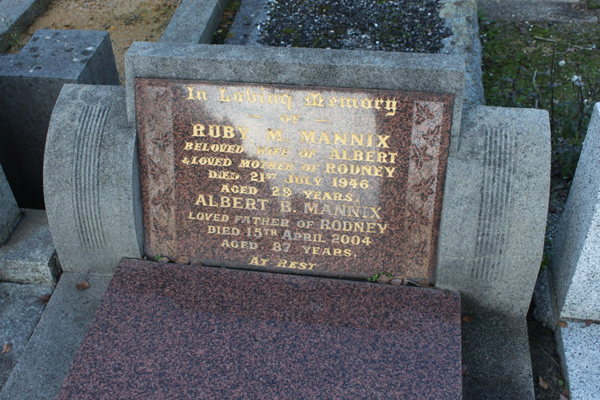 In Loving Memory
OF
RUBY M. MANNIX
BELOVED WIFE OF ALBERT
& LOVED MOTHER OF RODNEY
DIED 21ST JULY 1946
AGED 29 YEARS.
ALBERT B. MANNIX
LOVED FATHER OF RODNEY
DIED 15TH APRIL 2004
AGED 87 YEARS.
AT REST